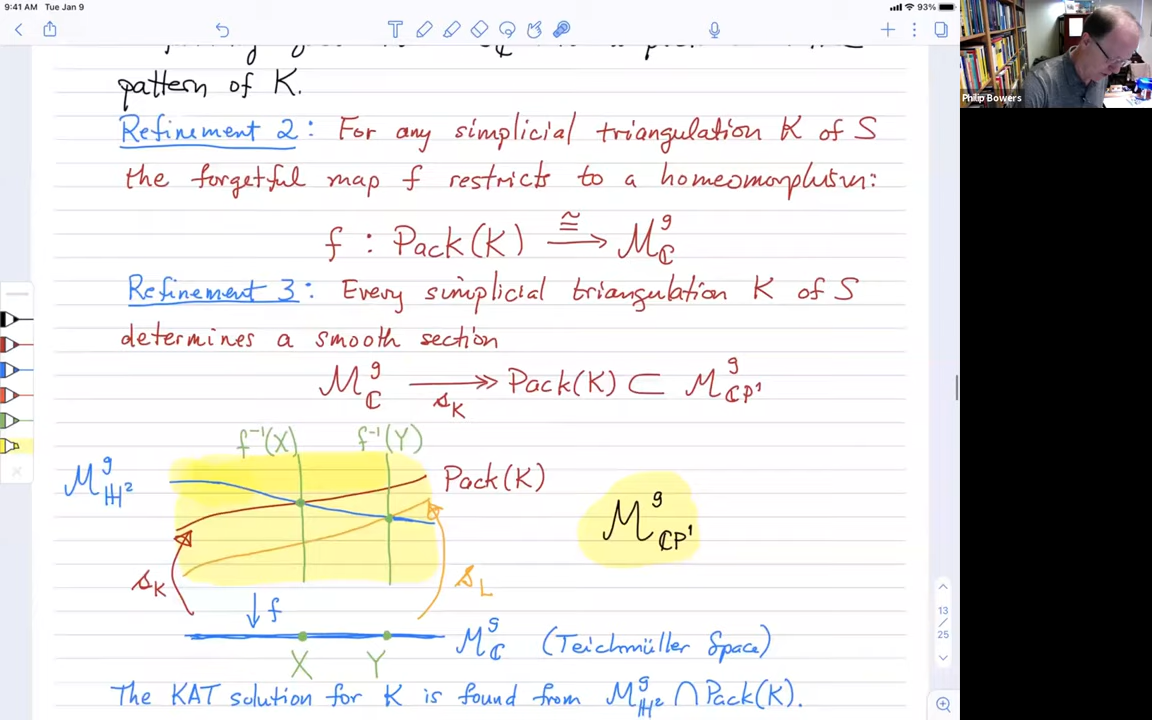 9:41 AM Tue Jan 9
93%
Philip Bowers
pattern of K.
Refinement 2: For any simplicial triangulation K of S
the forgetful map f restricts to a homeomorphism:
f : Pack(K) ≅⟶ M^g_ℂ
Refinement 3: Every simplicial triangulation K of S
determines a smooth section
M^g_ℂ ⟶⟶ Pack(K) ⊂ M^g_ℂP¹
s_K
f⁻¹(X) f⁻¹(Y)
M^g_ℍ² Pack(K)
M^g_ℂP¹
s_K s_L
↓ f
M^g_ℂ (Teichmüller Space)
X Y
The KAT solution for K is found from M^g_ℍ² ∩ Pack(K).
13
/
25